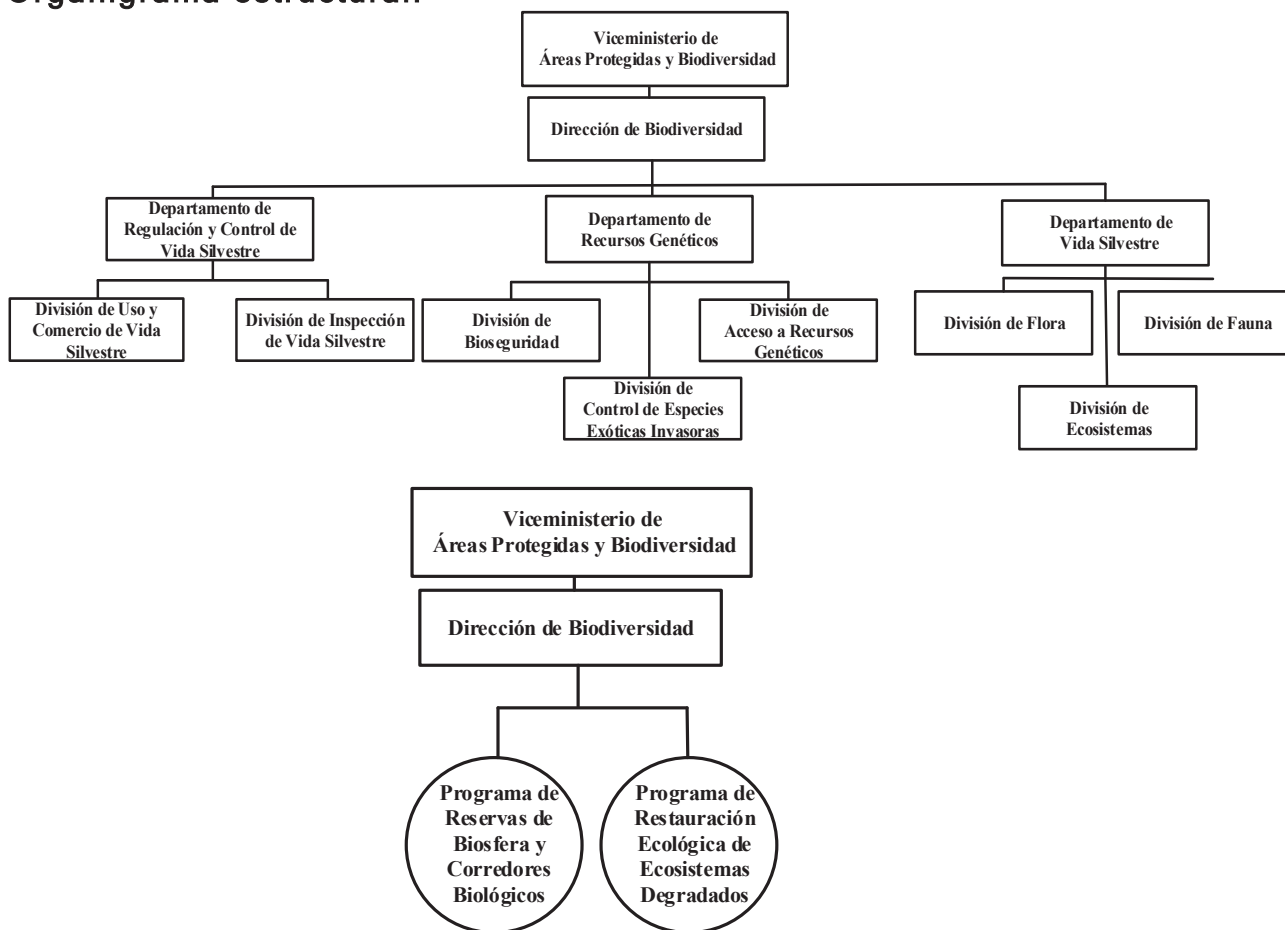 Organigrama estructural:
Viceministerio de
Áreas Protegidas y Biodiversidad
Dirección de Biodiversidad
Departamento de
Regulación y Control de
Vida Silvestre
Departamento de
Recursos Genéticos
Departamento de
Vida Silvestre
División de Uso y
Comercio de Vida
Silvestre
División de Inspección
de Vida Silvestre
División de
Bioseguridad
División de
Acceso a Recursos
Genéticos
División de Flora
División de Fauna
División de
Control de Especies
Exóticas Invasoras
División de
Ecosistemas
Viceministerio de
Áreas Protegidas y Biodiversidad
Dirección de Biodiversidad
Programa de
Reservas de
Biosfera y
Corredores
Biológicos
Programa de
Restauración
Ecológica de
Ecosistemas
Degradados